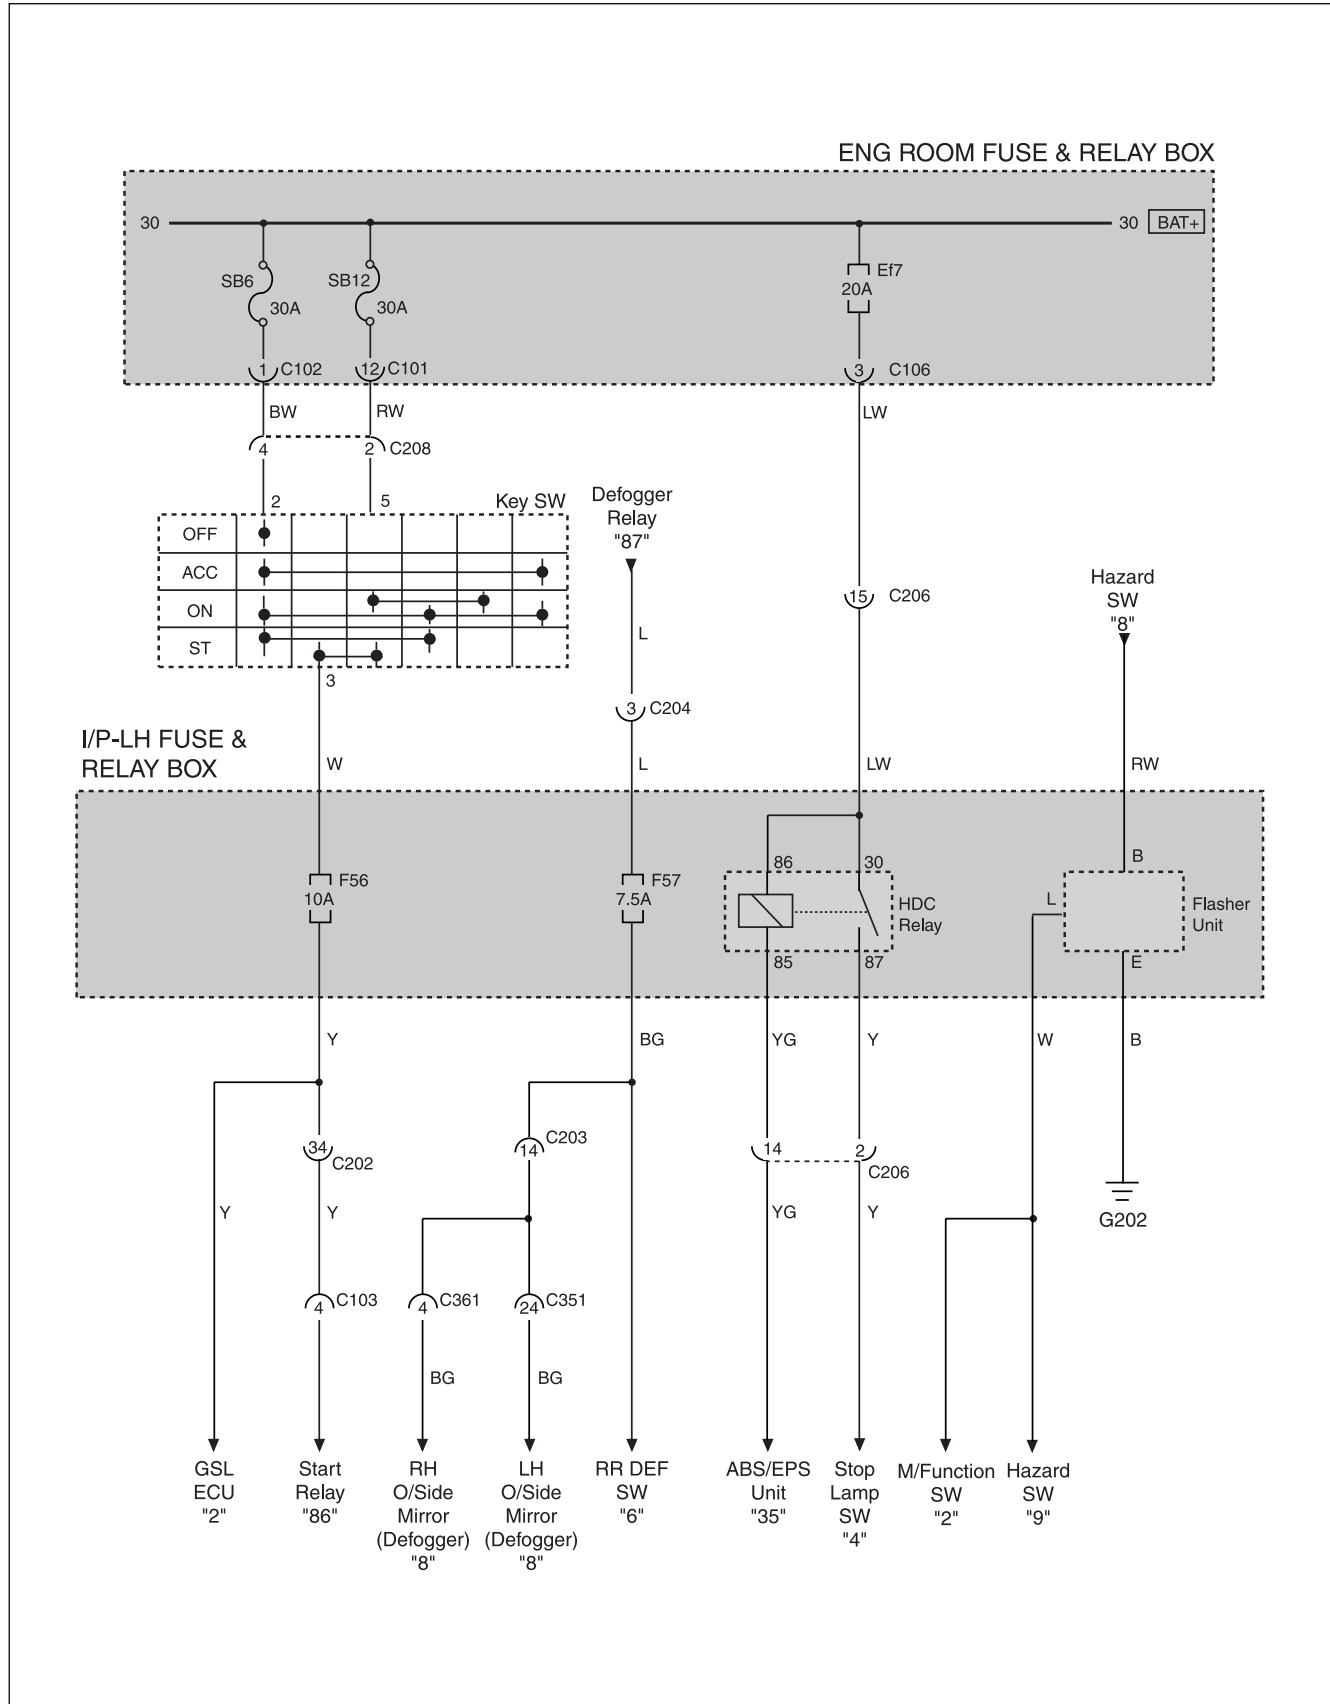 ENG ROOM FUSE & RELAY BOX
30
30 BAT+
SB6
30A
SB12
30A
Ef7
20A
1 C102
12 C101
3 C106
BW
RW
LW
4
2 C208
2
5
Key SW
OFF
ACC
ON
ST
3
Defogger
Relay
"87"
L
3 C204
L
15 C206
LW
Hazard
SW
"8"
RW
W
I/P-LH FUSE &
RELAY BOX
F56
10A
F57
7.5A
86
30
HDC
Relay
85
87
B
L
Flasher
Unit
E
Y
BG
YG
Y
W
B
34
C202
C203
14
14
2
C206
Y
Y
YG
Y
G202
4 C103
4 C361
24 C351
BG
BG
GSL
ECU
"2"
Start
Relay
"86"
RH
O/Side
Mirror
(Defogger)
"8"
LH
O/Side
Mirror
(Defogger)
"8"
RR DEF
SW
"6"
ABS/EPS
Unit
"35"
Stop
Lamp
SW
"4"
M/Function
SW
"2"
Hazard
SW
"9"